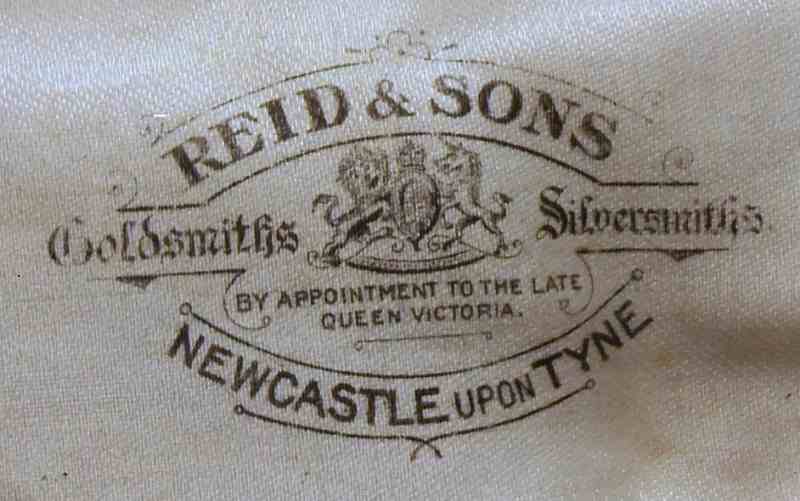 REID & SONS
Goldsmiths Silversmiths.
BY APPOINTMENT TO THE LATE
QUEEN VICTORIA.
NEWCASTLE UPON TYNE